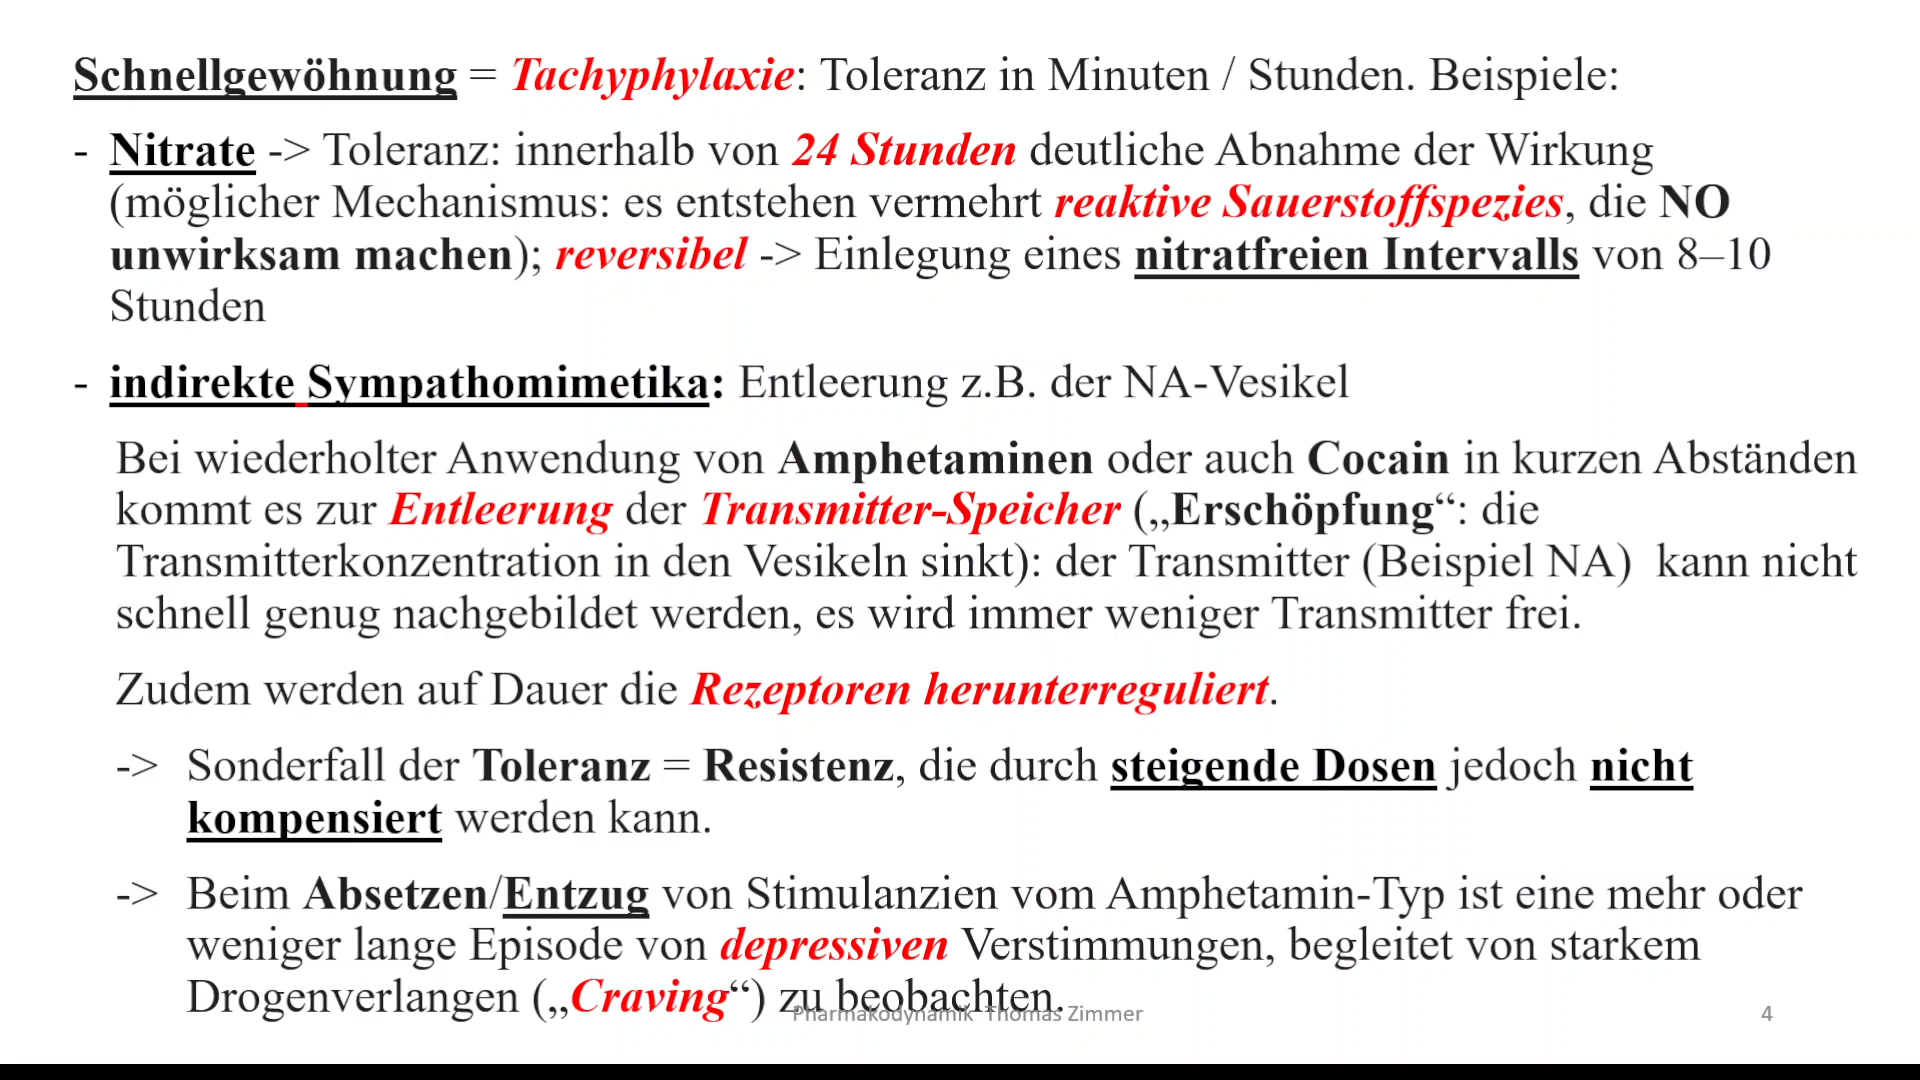 Schnellgewöhnung = Tachyphylaxie: Toleranz in Minuten / Stunden. Beispiele:
- Nitrate -> Toleranz: innerhalb von 24 Stunden deutliche Abnahme der Wirkung
(möglicher Mechanismus: es entstehen vermehrt reaktive Sauerstoffspezies, die NO
unwirksam machen); reversibel -> Einlegung eines nitratfreien Intervalls von 8–10
Stunden
- indirekte Sympathomimetika: Entleerung z.B. der NA-Vesikel
Bei wiederholter Anwendung von Amphetaminen oder auch Cocain in kurzen Abständen
kommt es zur Entleerung der Transmitter-Speicher („Erschöpfung“: die
Transmitterkonzentration in den Vesikeln sinkt): der Transmitter (Beispiel NA)  kann nicht
schnell genug nachgebildet werden, es wird immer weniger Transmitter frei.
Zudem werden auf Dauer die Rezeptoren herunterreguliert.
-> Sonderfall der Toleranz = Resistenz, die durch steigende Dosen jedoch nicht
kompensiert werden kann.
-> Beim Absetzen/Entzug von Stimulanzien vom Amphetamin-Typ ist eine mehr oder
weniger lange Episode von depressiven Verstimmungen, begleitet von starkem
Drogenverlangen („Craving“) zu beobachten.
Pharmakodynamik Thomas Zimmer
4